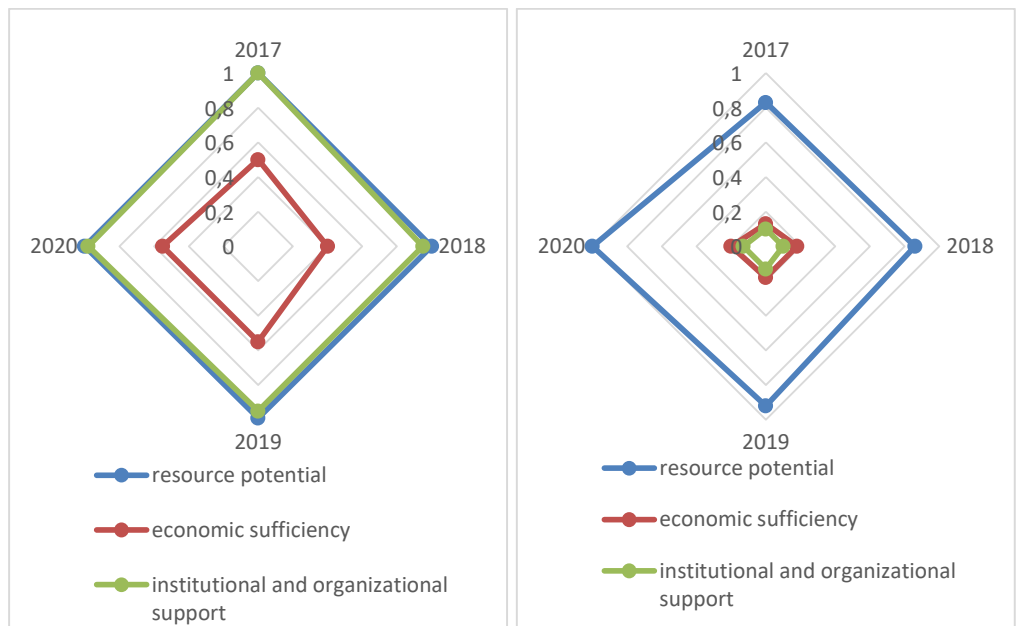 2017
1
0,8
0,6
0,4
0,2
2020
0
2018
2019
resource potential
economic sufficiency
institutional and organizational
support
2017
1
0,8
0,6
0,4
0,2
2020
0
2018
2019
resource potential
economic sufficiency
institutional and organizational
support